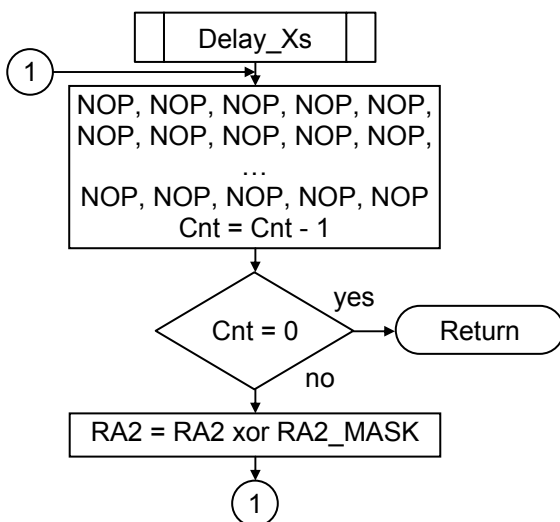 Delay_Xs
1
NOP, NOP, NOP, NOP, NOP,
NOP, NOP, NOP, NOP, NOP,
…
NOP, NOP, NOP, NOP, NOP
Cnt = Cnt - 1
Cnt = 0
yes
Return
no
RA2 = RA2 xor RA2_MASK
1